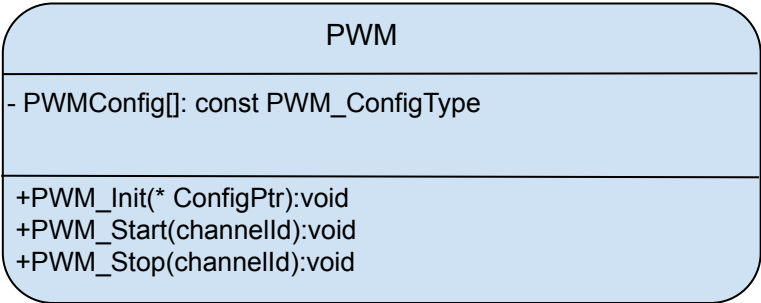 PWM
- PWMConfig[]: const PWM_ConfigType
+PWM_Init(* ConfigPtr):void
+PWM_Start(channelId):void
+PWM_Stop(channelId):void